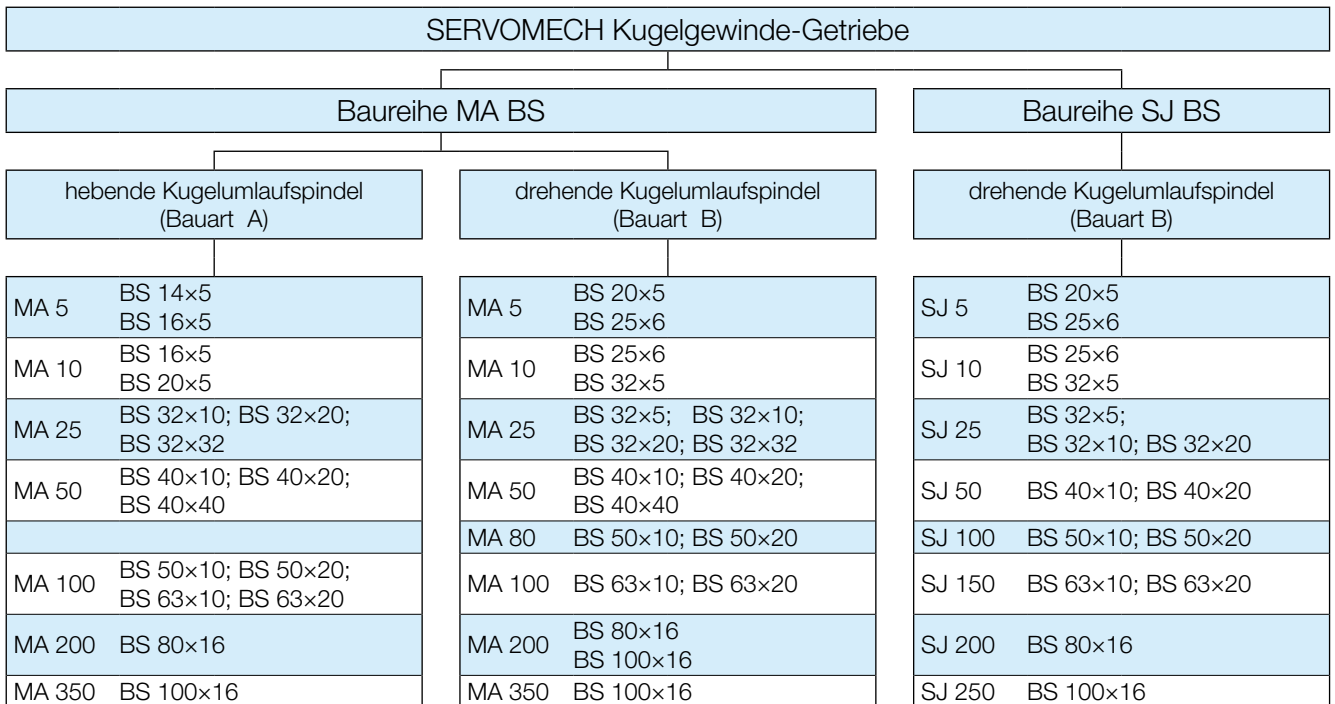 SERVOMECH Kugelgewinde-Getriebe
Baureihe MA BS
Baureihe SJ BS
hebende Kugelumlaufspindel
(Bauart A)
drehende Kugelumlaufspindel
(Bauart B)
drehende Kugelumlaufspindel
(Bauart B)
MA 5
BS 14×5
BS 16×5
MA 10
BS 16×5
BS 20×5
MA 25
BS 32×10; BS 32×20;
BS 32×32
MA 50
BS 40×10; BS 40×20;
BS 40×40
MA 100
BS 50×10; BS 50×20;
BS 63×10; BS 63×20
MA 200 BS 80×16
MA 350 BS 100×16
MA 5
BS 20×5
BS 25×6
MA 10
BS 25×6
BS 32×5
MA 25
BS 32×5; BS 32×10;
BS 32×20; BS 32×32
MA 50
BS 40×10; BS 40×20;
BS 40×40
MA 80 BS 50×10; BS 50×20
MA 100 BS 63×10; BS 63×20
MA 200
BS 80×16
BS 100×16
MA 350 BS 100×16
SJ 5
BS 20×5
BS 25×6
SJ 10
BS 25×6
BS 32×5
SJ 25
BS 32×5;
BS 32×10; BS 32×20
SJ 50 BS 40×10; BS 40×20
SJ 100 BS 50×10; BS 50×20
SJ 150 BS 63×10; BS 63×20
SJ 200 BS 80×16
SJ 250 BS 100×16